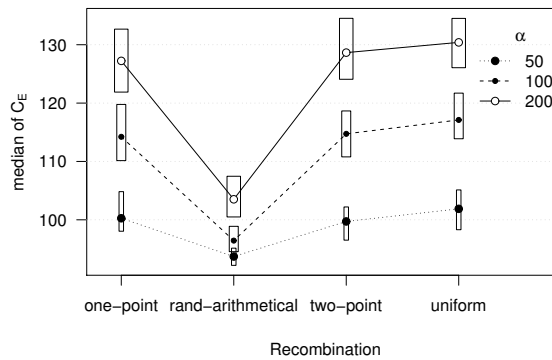 130
120
110
100
median of C_E
α
50
100
200
one−point rand−arithmetical two−point uniform
Recombination